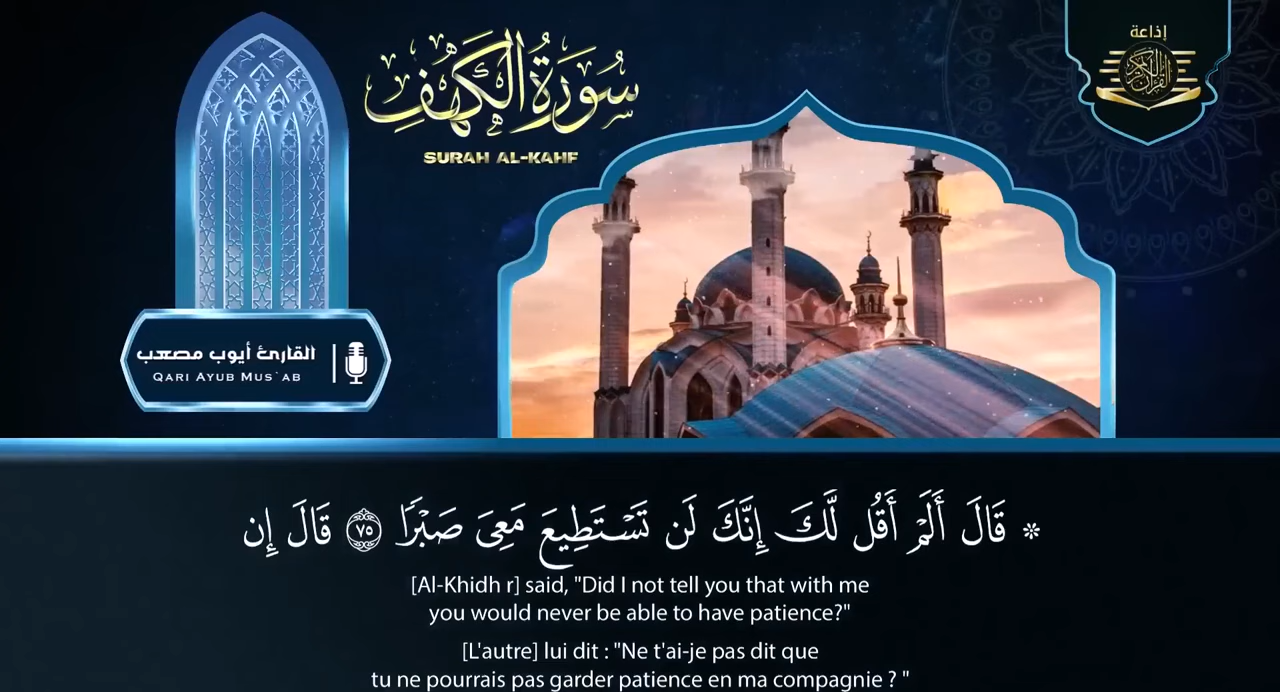 سُورَةُ الكَهْفِ
SURAH AL-KAHF
إذاعة
القرآن الكريم
القارئ أيوب مصعب
QARI AYUB MUS`AB
* قَالَ أَلَمْ أَقُل لَّكَ إِنَّكَ لَن تَسْتَطِيعَ مَعِىَ صَبْرًا ٧٥ قَالَ إِن
[Al-Khidh r] said, "Did I not tell you that with me
you would never be able to have patience?"
[L'autre] lui dit : "Ne t'ai-je pas dit que
tu ne pourrais pas garder patience en ma compagnie ? "